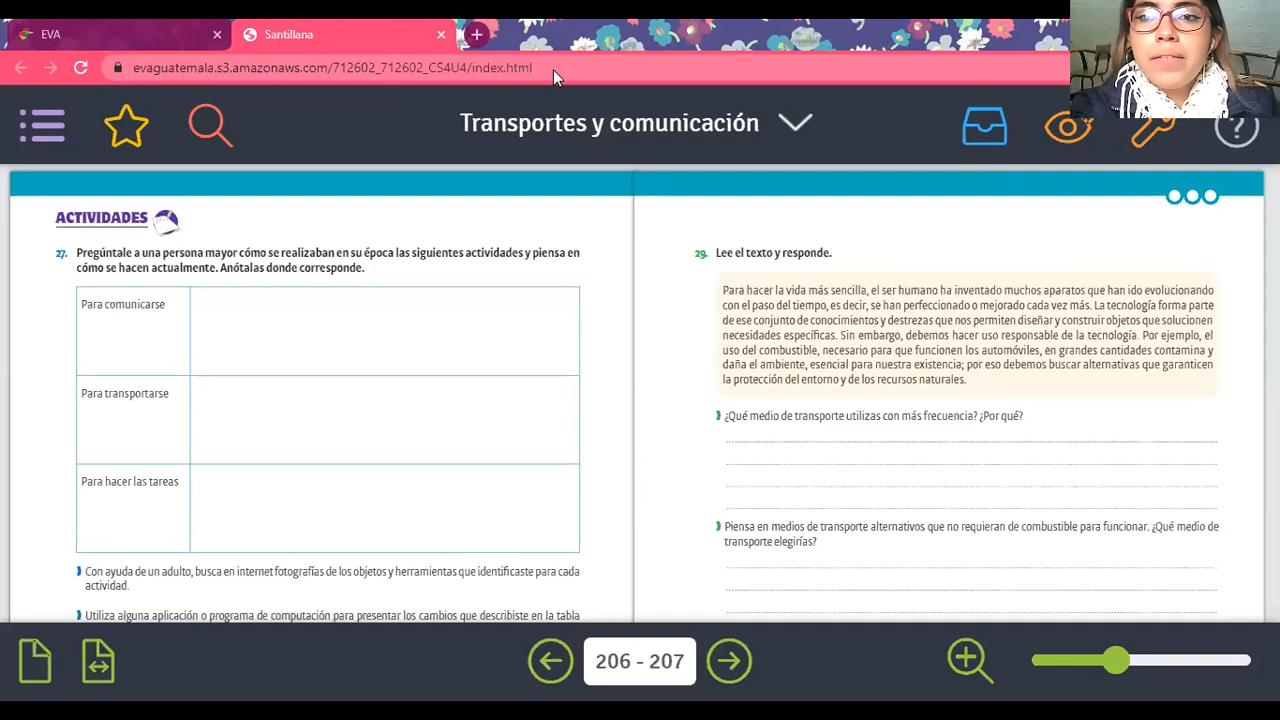 EVA
Santillana
evaguatemala.s3.amazonaws.com/712602_712602_CS4U4/index.html
Transportes y comunicación
ACTIVIDADES
27. Pregúntale a una persona mayor cómo se realizaban en su época las siguientes actividades y piensa en
cómo se hacen actualmente. Anótalas donde corresponde.
Para comunicarse
Para transportarse
Para hacer las tareas
Con ayuda de un adulto, busca en internet fotografías de los objetos y herramientas que identificaste para cada
actividad.
Utiliza alguna aplicación o programa de computación para presentar los cambios que describiste en la tabla
29. Lee el texto y responde.
Para hacer la vida más sencilla, el ser humano ha inventado muchos aparatos que han ido evolucionando
con el paso del tiempo, es decir, se han perfeccionado o mejorado cada vez más. La tecnología forma parte
de ese conjunto de conocimientos y destrezas que nos permiten diseñar y construir objetos que solucionen
necesidades específicas. Sin embargo, debemos hacer uso responsable de la tecnología. Por ejemplo, el
uso del combustible, necesario para que funcionen los automóviles, en grandes cantidades contamina y
daña el ambiente, esencial para nuestra existencia; por eso debemos buscar alternativas que garanticen
la protección del entorno y de los recursos naturales.
¿Qué medio de transporte utilizas con más frecuencia? ¿Por qué?
Piensa en medios de transporte alternativos que no requieran de combustible para funcionar. ¿Qué medio de
transporte elegirías?
206 - 207